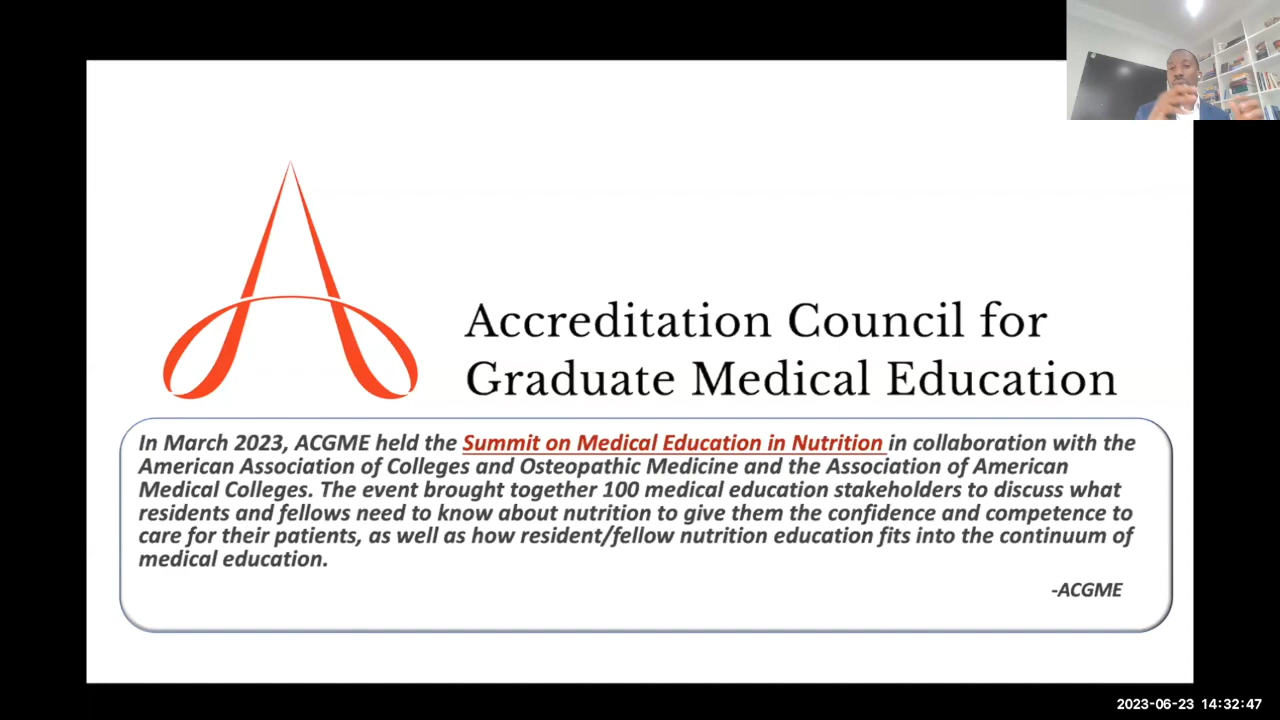 Accreditation Council for
Graduate Medical Education
In March 2023, ACGME held the Summit on Medical Education in Nutrition in collaboration with the
American Association of Colleges and Osteopathic Medicine and the Association of American
Medical Colleges. The event brought together 100 medical education stakeholders to discuss what
residents and fellows need to know about nutrition to give them the confidence and competence to
care for their patients, as well as how resident/fellow nutrition education fits into the continuum of
medical education.
-ACGME
2023-06-23 14:32:47